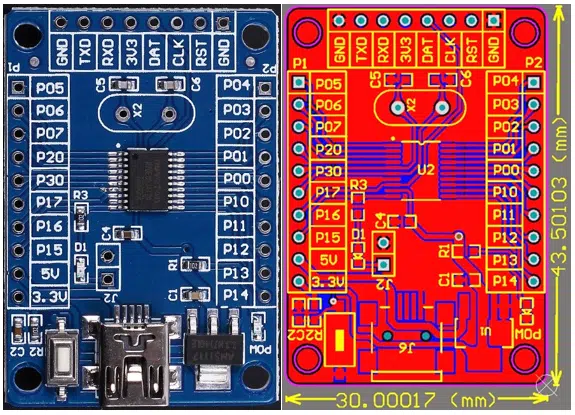 GND TXD RXD 3V3 DAT CLK RST GND
P1 P2
C5 C6
X2
P05 P04
P06 P03
P07 P02
P20 P01
P30 P00
P17 P10
P16 P11
P15 P12
5V P13
3.3V P14
R3
C4
D1
R1
J2
C1
C2 R2
POW
AMS1117
GND TXD RXD 3V3 DAT CLK RST GND
P1 P2
C5 C6
X2
P05 P04
P06 P03
P07 P02
P20 P01
U2
P30 P00
P17 P10
R3
P16 P11
C4
P15 P12
R1
5V P13
J2
C1
3.3V P14
R2 C2
J6
POW
43.50103 (mm)
30.00017 (mm)